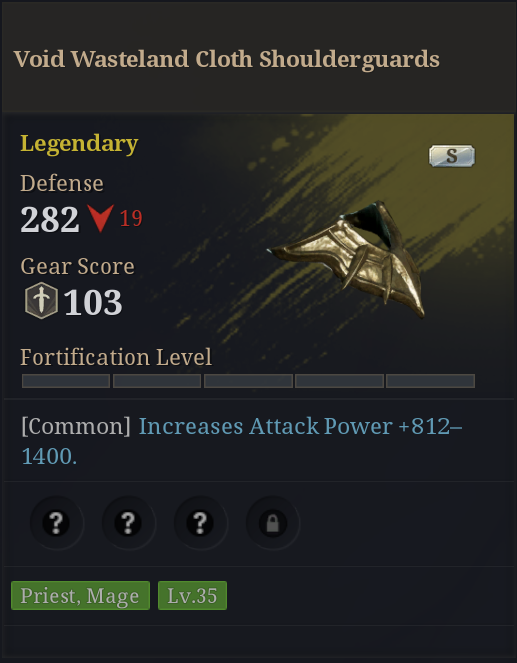 Void Wasteland Cloth Shoulderguards
Legendary
S
Defense
282 19
Gear Score
103
Fortification Level
[Common] Increases Attack Power +812–
1400.
? ? ?
Priest, Mage Lv.35